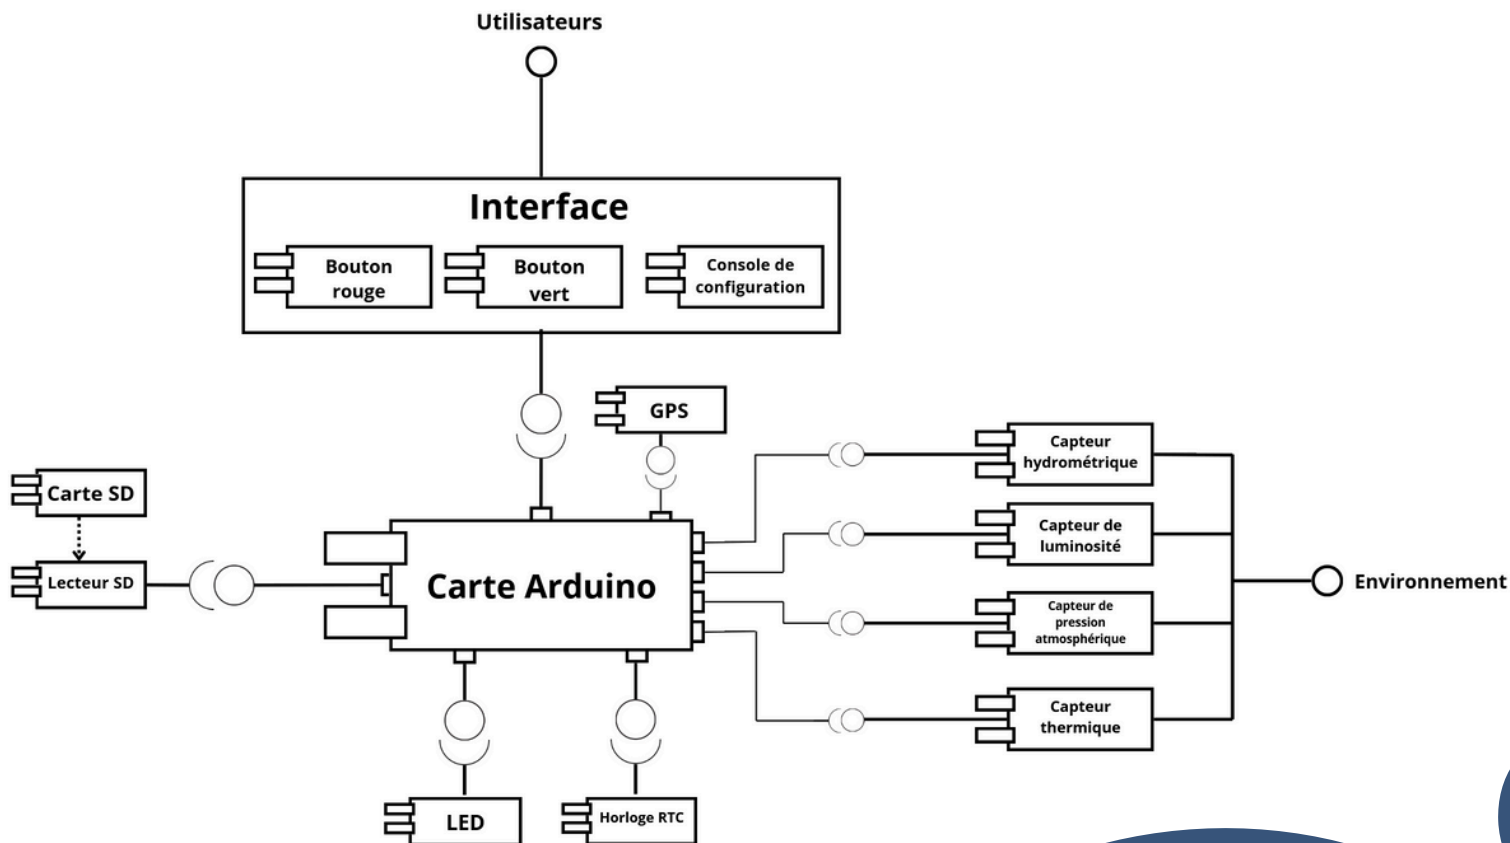 Utilisateurs
Interface
Bouton
rouge
Bouton
vert
Console de
configuration
GPS
Carte SD
Lecteur SD
Carte Arduino
Capteur
hydrométrique
Capteur de
luminosité
Capteur de
pression
atmosphérique
Capteur
thermique
Environnement
LED
Horloge RTC